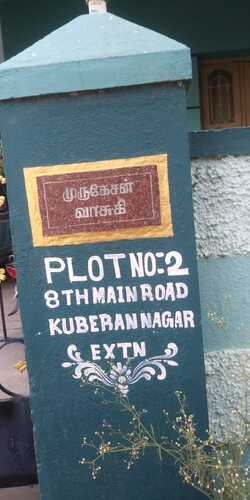 முருகேசன்
வாசுகி
PLOT NO:-2
8TH MAIN ROAD
KUBERAN NAGAR
EXTN